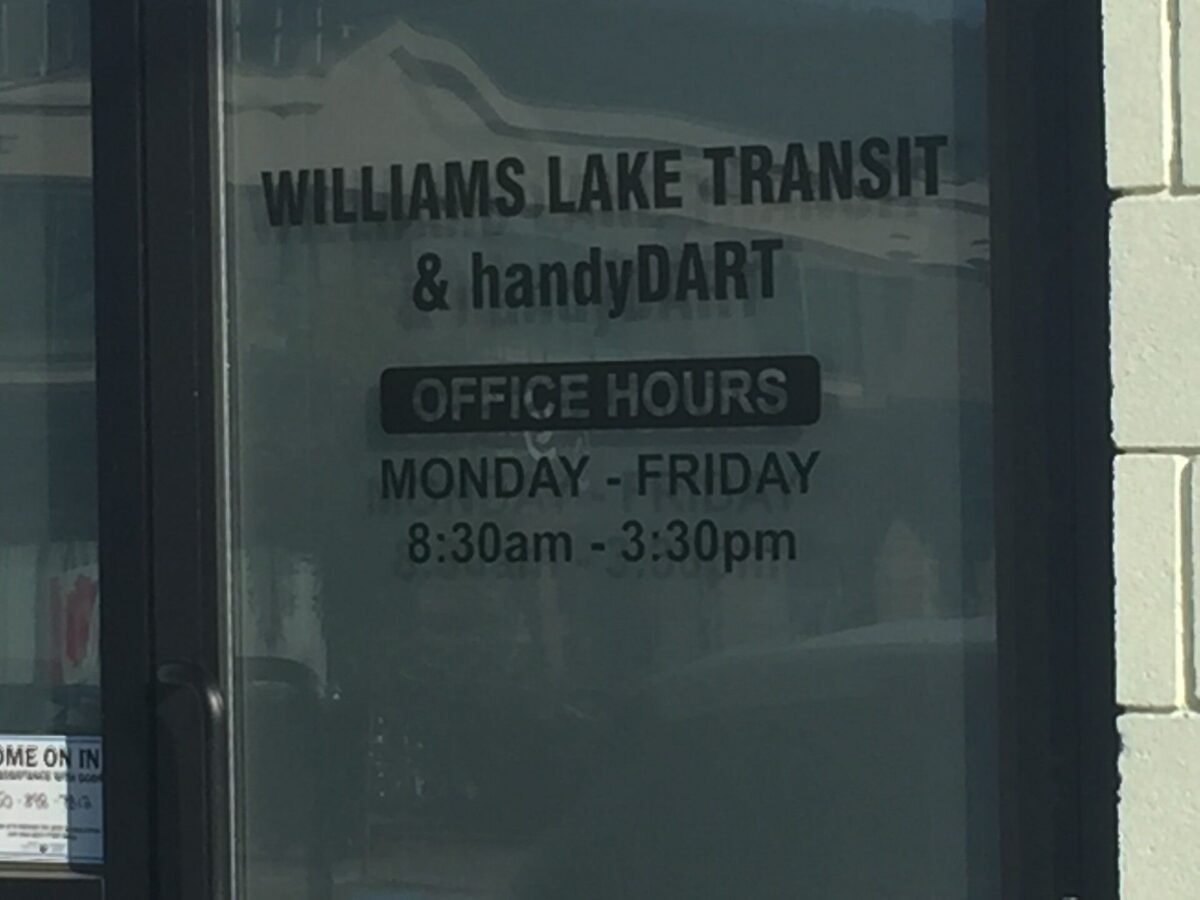 WILLIAMS LAKE TRANSIT
& handyDART
OFFICE HOURS
MONDAY - FRIDAY
8:30am - 3:30pm
OME ON IN